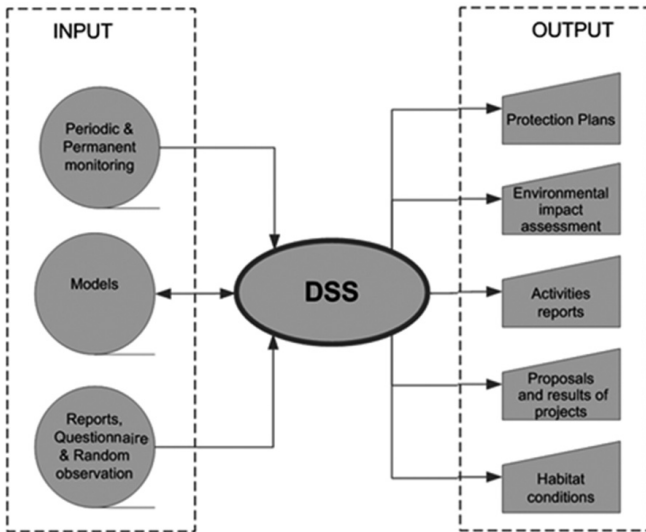 INPUT
Periodic &
Permanent
monitoring
Models
Reports,
Questionnaire
& Random
observation
DSS
OUTPUT
Protection Plans
Environmental
impact
assessment
Activities
reports
Proposals
and results of
projects
Habitat
conditions